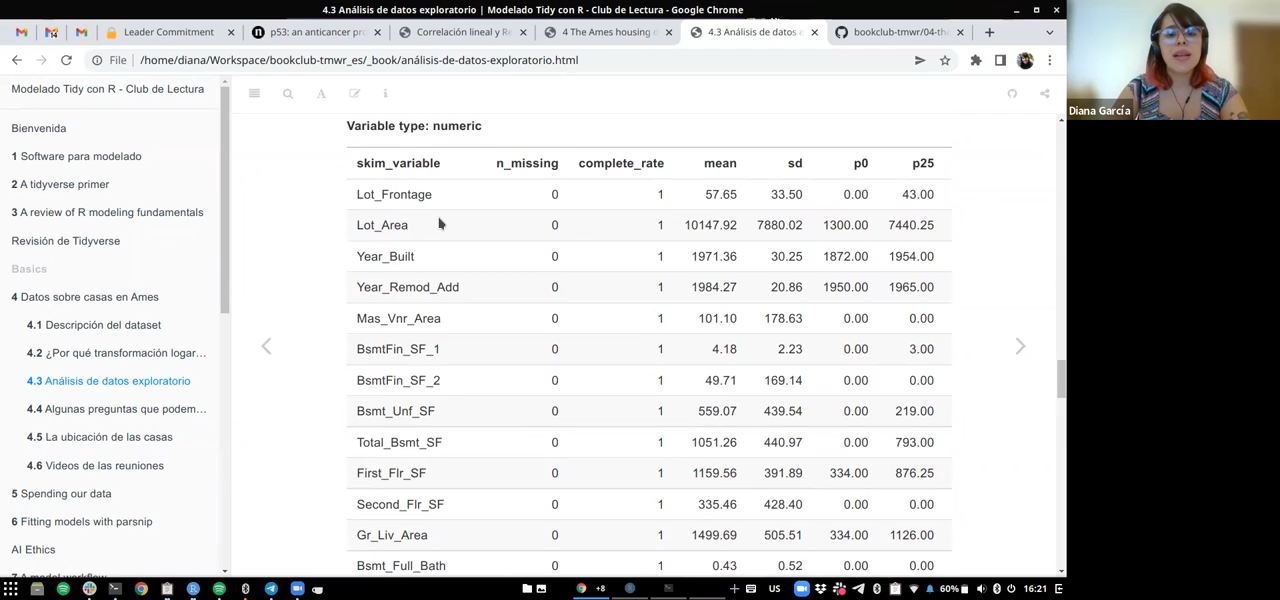 4.3 Análisis de datos exploratorio | Modelado Tidy con R - Club de Lectura - Google Chrome
Leader Commitment
p53: an anticancer pr
Correlación lineal y Re
4 The Ames housing
4.3 Análisis de datos e
bookclub-tmwr/04-th
File
/home/diana/Workspace/bookclub-tmwr_es/_book/análisis-de-datos-exploratorio.html
Modelado Tidy con R - Club de Lectura
Bienvenida
1 Software para modelado
2 A tidyverse primer
3 A review of R modeling fundamentals
Revisión de Tidyverse
Basics
4 Datos sobre casas en Ames
4.1 Descripción del dataset
4.2 ¿Por qué transformación logar…
4.3 Análisis de datos exploratorio
4.4 Algunas preguntas que podem…
4.5 La ubicación de las casas
4.6 Videos de las reuniones
5 Spending our data
6 Fitting models with parsnip
AI Ethics
7 A model workflow
Variable type: numeric
skim_variable n_missing complete_rate mean sd p0 p25
Lot_Frontage 0 1 57.65 33.50 0.00 43.00
Lot_Area 0 1 10147.92 7880.02 1300.00 7440.25
Year_Built 0 1 1971.36 30.25 1872.00 1954.00
Year_Remod_Add 0 1 1984.27 20.86 1950.00 1965.00
Mas_Vnr_Area 0 1 101.10 178.63 0.00 0.00
BsmtFin_SF_1 0 1 4.18 2.23 0.00 3.00
BsmtFin_SF_2 0 1 49.71 169.14 0.00 0.00
Bsmt_Unf_SF 0 1 559.07 439.54 0.00 219.00
Total_Bsmt_SF 0 1 1051.26 440.97 0.00 793.00
First_Flr_SF 0 1 1159.56 391.89 334.00 876.25
Second_Flr_SF 0 1 335.46 428.40 0.00 0.00
Gr_Liv_Area 0 1 1499.69 505.51 334.00 1126.00
Bsmt_Full_Bath 0 1 0.43 0.52 0.00 0.00
Diana García
+8
US
60%
16:21